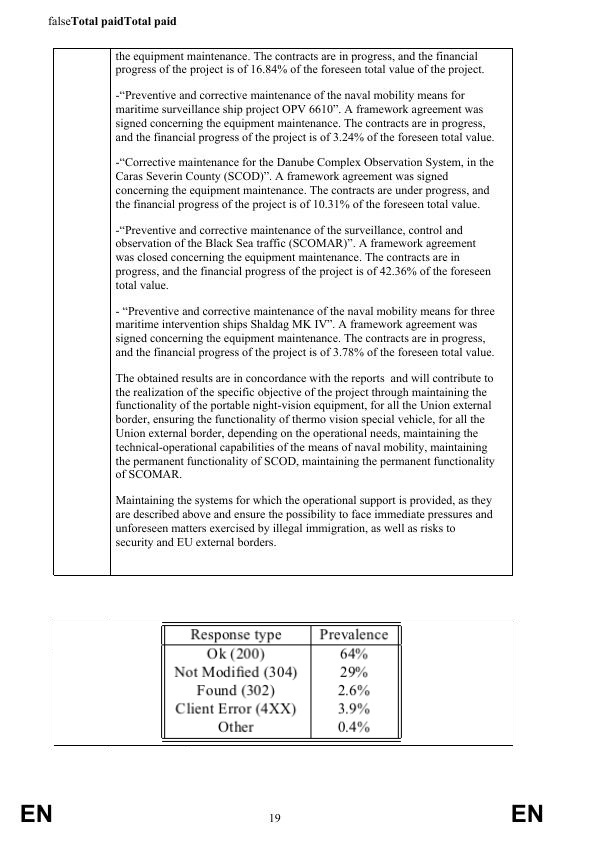 falseTotal paidTotal paid
the equipment maintenance. The contracts are in progress, and the financial
progress of the project is of 16.84% of the foreseen total value of the project.
-“Preventive and corrective maintenance of the naval mobility means for
maritime surveillance ship project OPV 6610”. A framework agreement was
signed concerning the equipment maintenance. The contracts are in progress,
and the financial progress of the project is of 3.24% of the foreseen total value.
-“Corrective maintenance for the Danube Complex Observation System, in the
Caras Severin County (SCOD)”. A framework agreement was signed
concerning the equipment maintenance. The contracts are under progress, and
the financial progress of the project is of 10.31% of the foreseen total value.
-“Preventive and corrective maintenance of the surveillance, control and
observation of the Black Sea traffic (SCOMAR)”. A framework agreement
was closed concerning the equipment maintenance. The contracts are in
progress, and the financial progress of the project is of 42.36% of the foreseen
total value.
- “Preventive and corrective maintenance of the naval mobility means for three
maritime intervention ships Shaldag MK IV”. A framework agreement was
signed concerning the equipment maintenance. The contracts are in progress,
and the financial progress of the project is of 3.78% of the foreseen total value.
The obtained results are in concordance with the reports and will contribute to
the realization of the specific objective of the project through maintaining the
functionality of the portable night-vision equipment, for all the Union external
border, ensuring the functionality of thermo vision special vehicle, for all the
Union external border, depending on the operational needs, maintaining the
technical-operational capabilities of the means of naval mobility, maintaining
the permanent functionality of SCOD, maintaining the permanent functionality
of SCOMAR.
Maintaining the systems for which the operational support is provided, as they
are described above and ensure the possibility to face immediate pressures and
unforeseen matters exercised by illegal immigration, as well as risks to
security and EU external borders.
Response type Prevalence
Ok (200) 64%
Not Modified (304) 29%
Found (302) 2.6%
Client Error (4XX) 3.9%
Other 0.4%
EN 19 EN